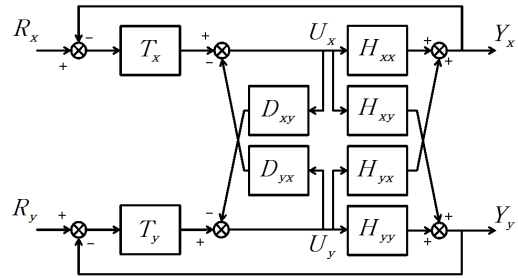 R_x − + T_x + − U_x H_xx + + Y_x
D_xy H_xy
D_yx H_yx
R_y + − T_y − + U_y H_yy + + Y_y